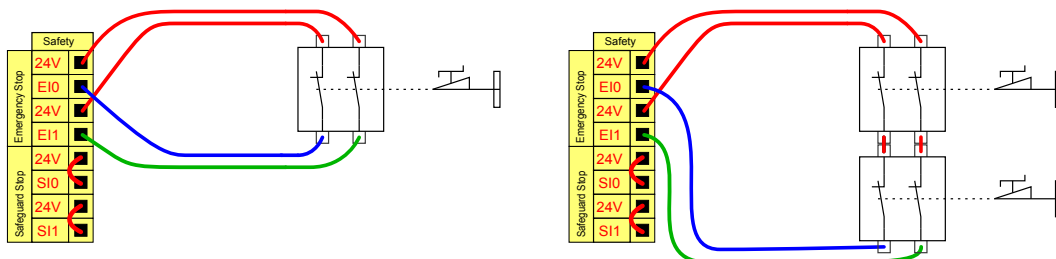 Safety
Emergency Stop
24V
EI0
24V
EI1
Safeguard Stop
24V
SI0
24V
SI1
Safety
Emergency Stop
24V
EI0
24V
EI1
Safeguard Stop
24V
SI0
24V
SI1